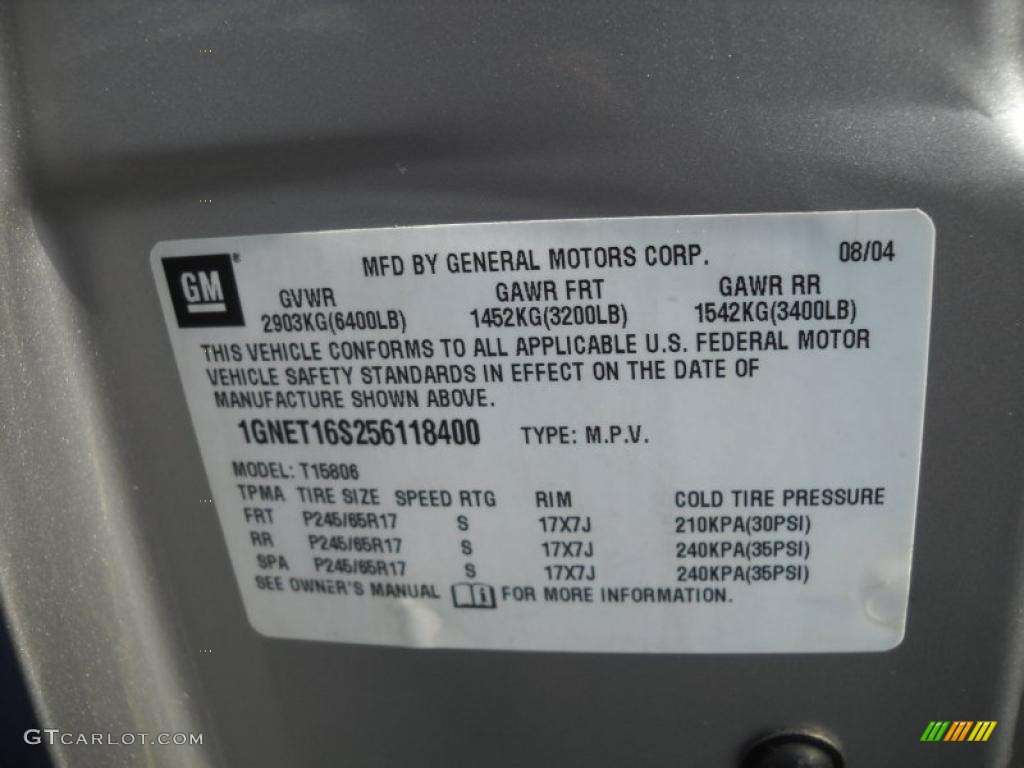 MFD BY GENERAL MOTORS CORP. 08/04
GM®
GVWR GAWR FRT GAWR RR
2903KG(6400LB) 1452KG(3200LB) 1542KG(3400LB)
THIS VEHICLE CONFORMS TO ALL APPLICABLE U.S. FEDERAL MOTOR
VEHICLE SAFETY STANDARDS IN EFFECT ON THE DATE OF
MANUFACTURE SHOWN ABOVE.
1GNET16S256118400 TYPE: M.P.V.
MODEL: T15806
TPMA TIRE SIZE SPEED RTG RIM COLD TIRE PRESSURE
FRT P245/65R17 S 17X7J 210KPA(30PSI)
RR P245/65R17 S 17X7J 240KPA(35PSI)
SPA P245/65R17 S 17X7J 240KPA(35PSI)
SEE OWNER'S MANUAL FOR MORE INFORMATION.
GTCARLOT.COM